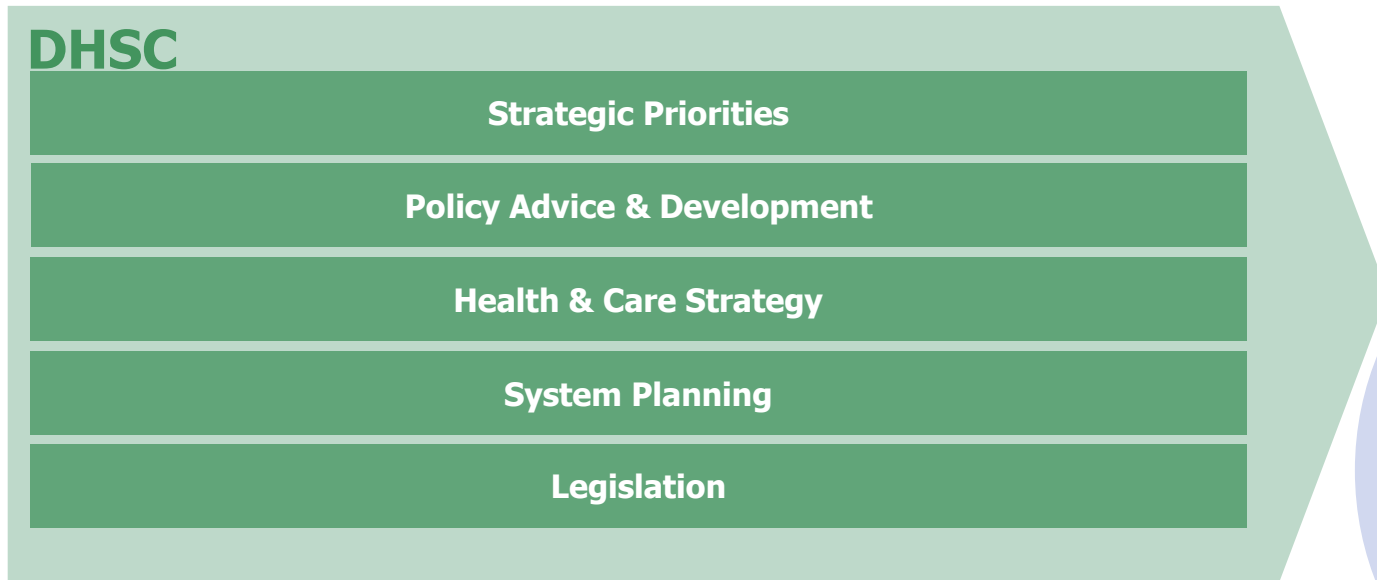 DHSC
Strategic Priorities
Policy Advice & Development
Health & Care Strategy
System Planning
Legislation